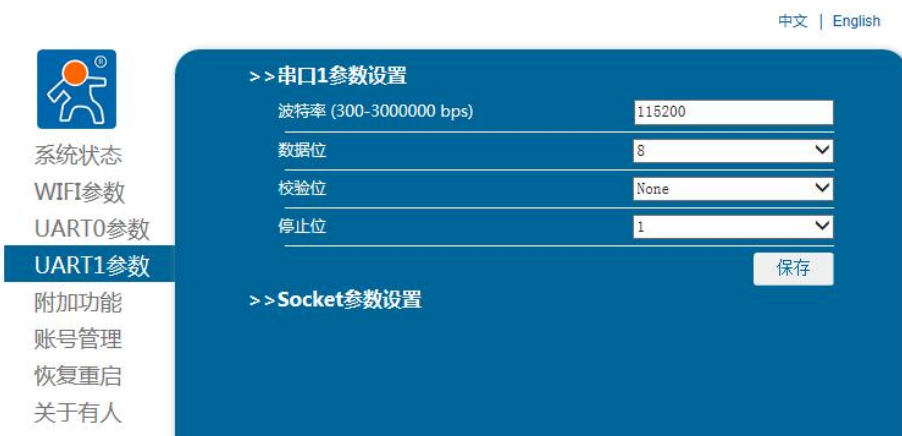 中文 | English
®
>>串口1参数设置
波特率 (300-3000000 bps) 115200
数据位 8
校验位 None
停止位 1
保存
>>Socket参数设置
系统状态
WIFI参数
UART0参数
UART1参数
附加功能
账号管理
恢复重启
关于有人